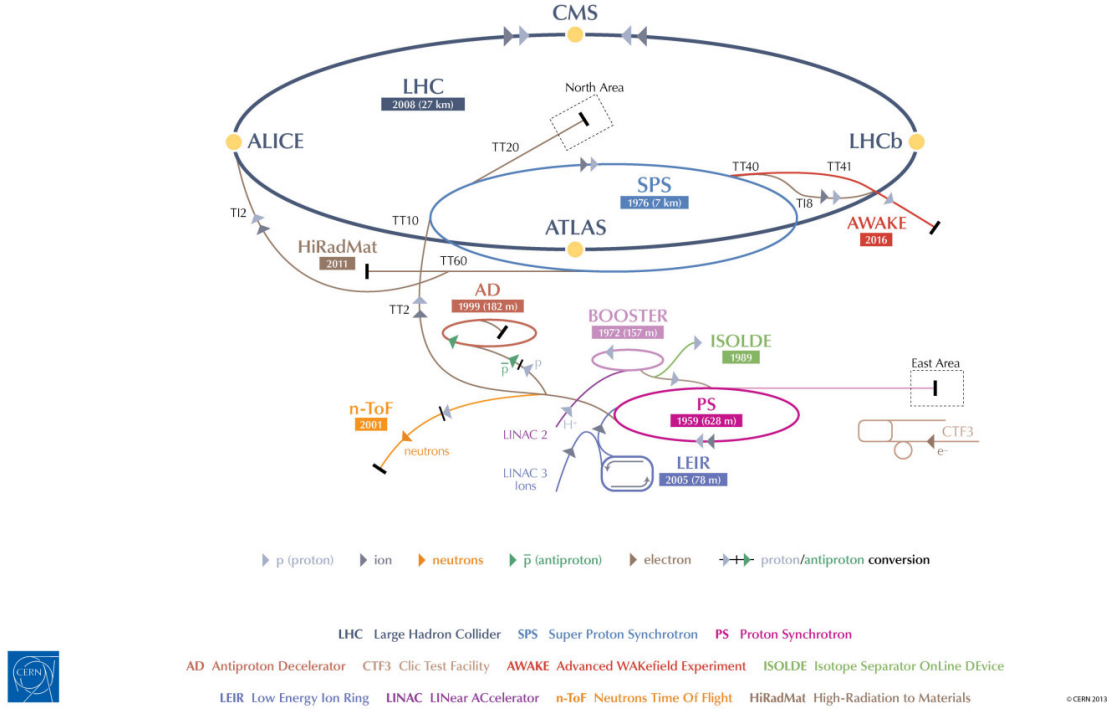 CMS
LHC
2008 (27 km)
North Area
ALICE
TT20
LHCb
TT40
TT41
SPS
1976 (7 km)
TI8
TI2
TT10
ATLAS
AWAKE
2016
HiRadMat
2011
TT60
AD
1999 (182 m)
TT2
BOOSTER
1972 (157 m)
ISOLDE
1989
p̅
p
East Area
n-ToF
2001
PS
1959 (628 m)
H⁻
LINAC 2
CTF3
neutrons
e⁻
LEIR
2005 (78 m)
LINAC 3
Ions
p (proton)
ion
neutrons
p̅ (antiproton)
electron
proton/antiproton conversion
LHC Large Hadron Collider SPS Super Proton Synchrotron PS Proton Synchrotron
AD Antiproton Decelerator CTF3 Clic Test Facility AWAKE Advanced WAKefield Experiment ISOLDE Isotope Separator OnLine DEvice
CERN
LEIR Low Energy Ion Ring LINAC LINear ACcelerator n-ToF Neutrons Time Of Flight HiRadMat High-Radiation to Materials
© CERN 2013